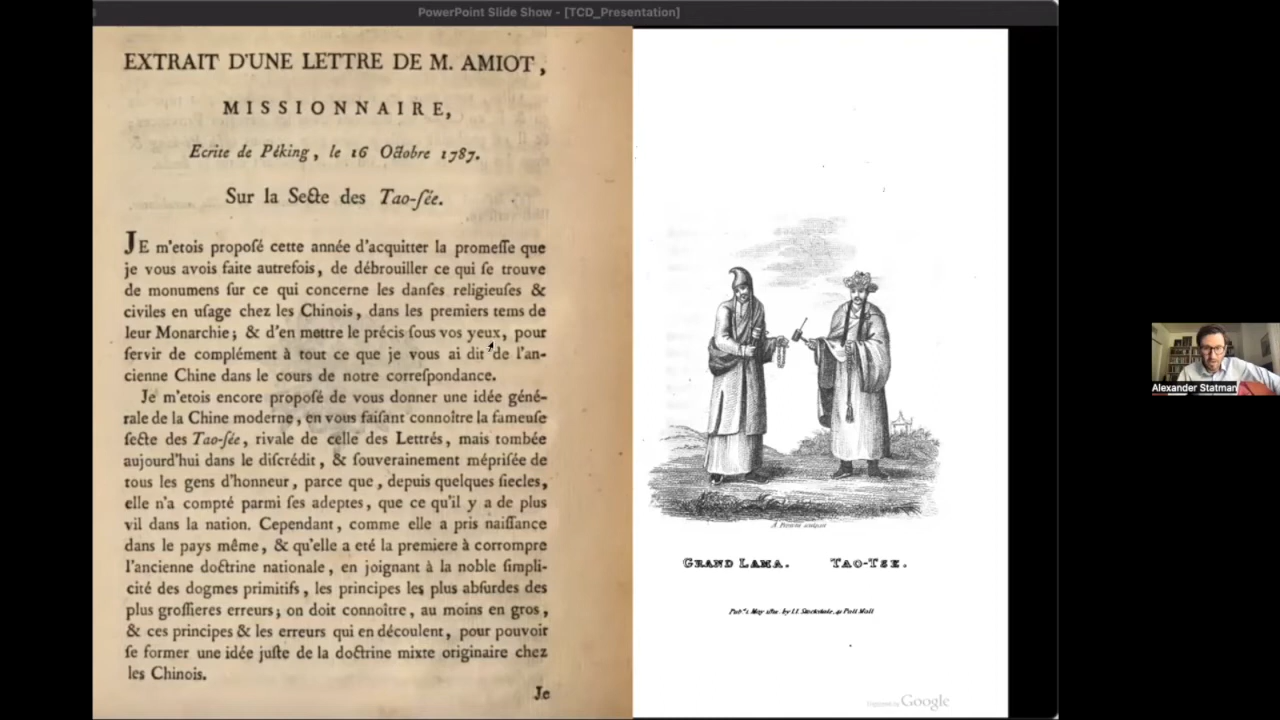 PowerPoint Slide Show - [TCD_Presentation]
EXTRAIT D'UNE LETTRE DE M. AMIOT,
MISSIONNAIRE,
Ecrite de Péking, le 16 Octobre 1787.
Sur la Secte des Tao-ſée.
JE m'etois propoſé cette année d'acquitter la promeſſe que
je vous avois faite autrefois, de débrouiller ce qui ſe trouve
de monumens ſur ce qui concerne les danſes religieuſes &
civiles en uſage chez les Chinois, dans les premiers tems de
leur Monarchie; & d'en mettre le précis ſous vos yeux, pour
ſervir de complément à tout ce que je vous ai dit de l'an-
cienne Chine dans le cours de notre correſpondance.
Je m'etois encore propoſé de vous donner une idée géné-
rale de la Chine moderne, en vous faiſant connoître la fameuſe
ſecte des Tao-ſée, rivale de celle des Lettrés, mais tombée
aujourd'hui dans le diſcrédit, & ſouverainement mépriſée de
tous les gens d'honneur, parce que, depuis quelques ſiecles,
elle n'a compté parmi ſes adeptes, que ce qu'il y a de plus
vil dans la nation. Cependant, comme elle a pris naiſſance
dans le pays même, & qu'elle a eté la premiere à corrompre
l'ancienne doctrine nationale, en joignant à la noble ſimpli-
cité des dogmes primitifs, les principes les plus abſurdes des
plus groſſieres erreurs; on doit connoître, au moins en gros,
& ces principes & les erreurs qui en découlent, pour pouvoir
ſe former une idée juſte de la doctrine mixte originaire chez
les Chinois.
Je
GRAND LAMA. TAO-TSE.
May by I.I. Stockdale, 41 Pall Mall
Digitized by Google
Alexander Statman